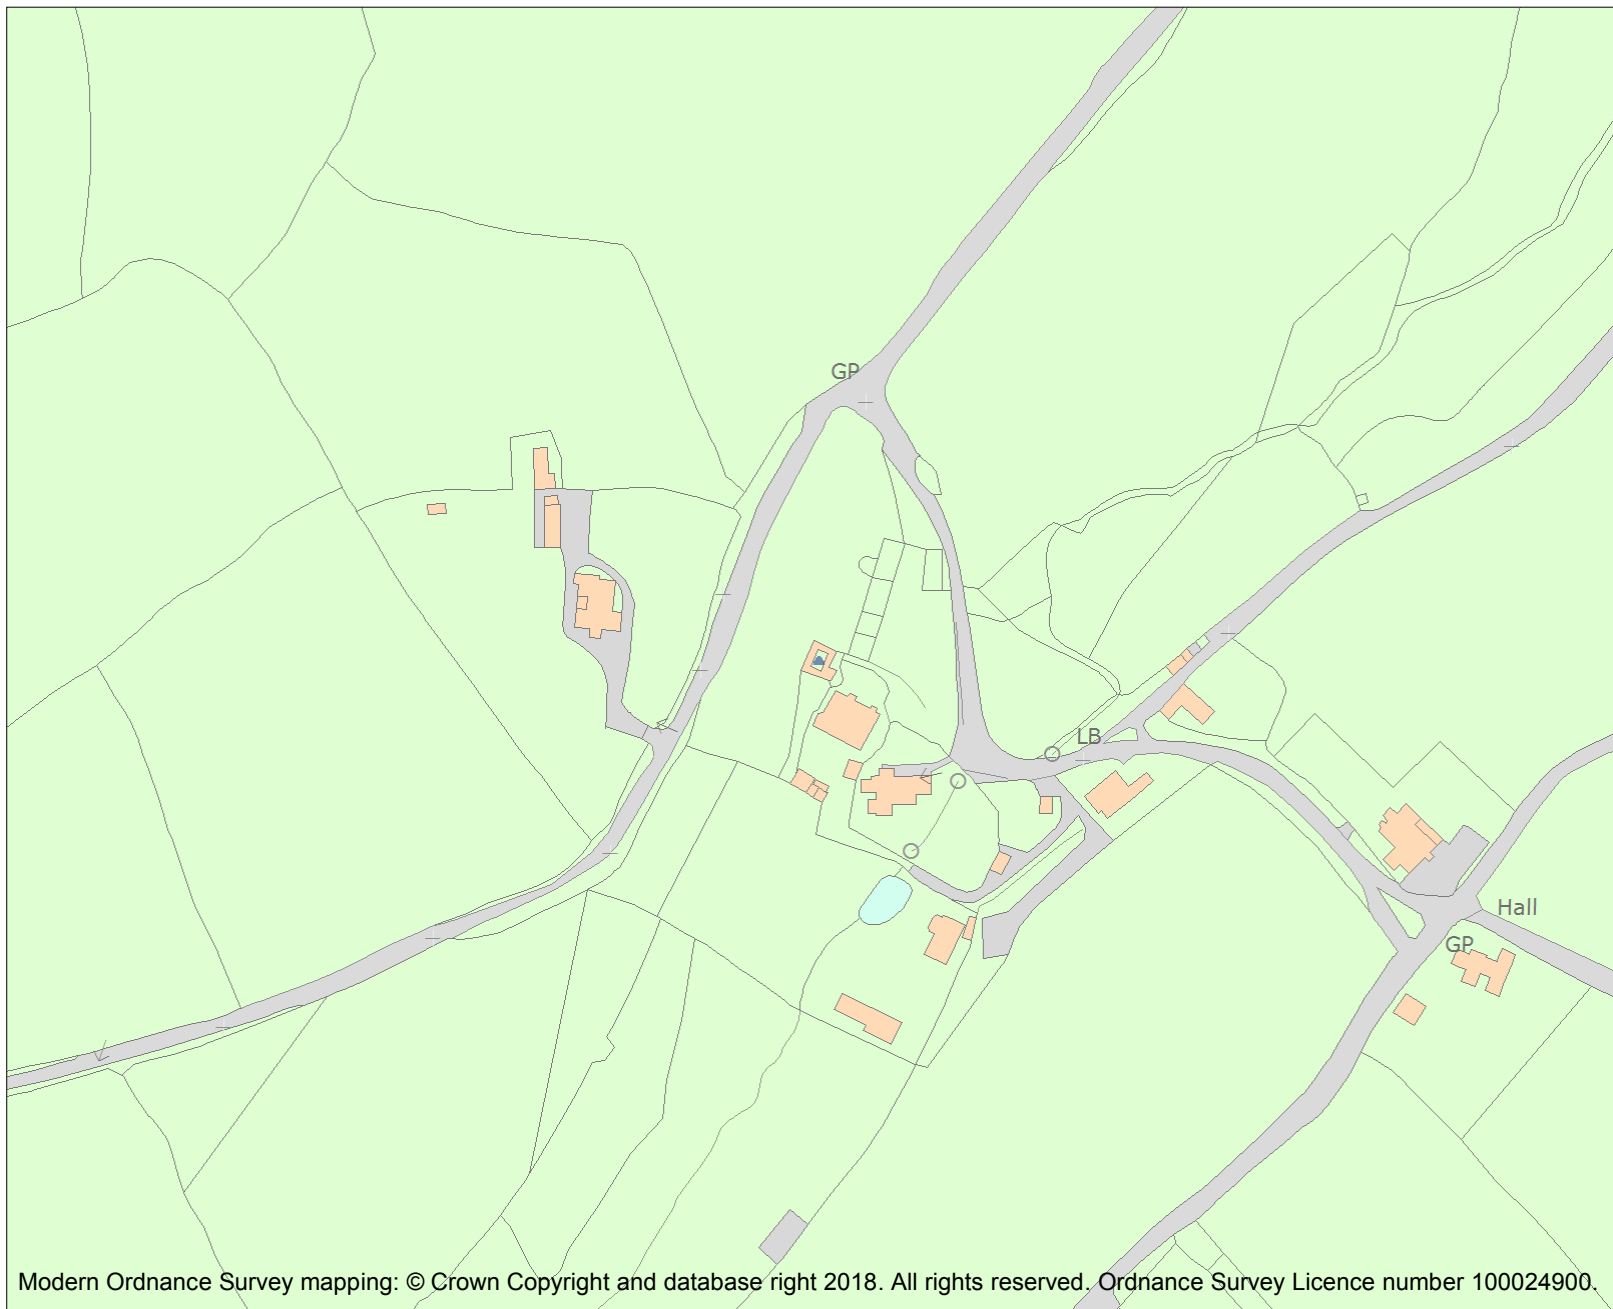 GP
LB
Hall
GP
Modern Ordnance Survey mapping: © Crown Copyright and database right 2018. All rights reserved. Ordnance Survey Licence number 100024900.